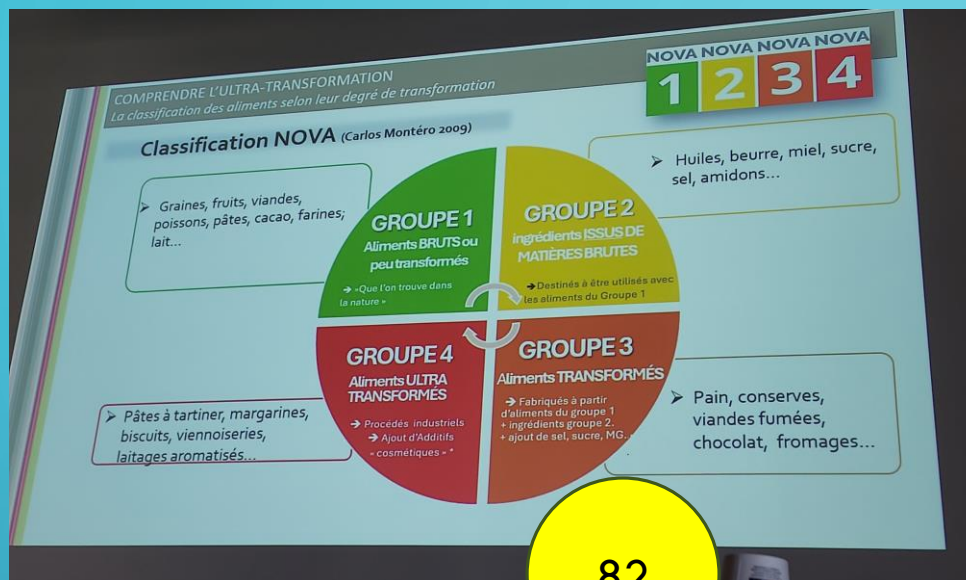 COMPRENDRE L'ULTRA-TRANSFORMATION
La classification des aliments selon leur degré de transformation
NOVA NOVA NOVA NOVA
1 2 3 4
Classification NOVA (Carlos Montéro 2009)
➤ Graines, fruits, viandes,
poissons, pâtes, cacao, farines;
lait...
➤ Huiles, beurre, miel, sucre,
sel, amidons...
GROUPE 1
Aliments BRUTS ou
peu transformés
➔ «Que l'on trouve dans
la nature »
GROUPE 2
ingrédients ISSUS DE
MATIÈRES BRUTES
➔ Destinés à être utilisés avec
les aliments du Groupe 1
GROUPE 4
Aliments ULTRA
TRANSFORMÉS
➔ Procédés industriels
➔ Ajout d'Additifs
« cosmétiques » *
GROUPE 3
Aliments TRANSFORMÉS
➔ Fabriqués à partir
d'aliments du groupe 1
+ ingrédients groupe 2.
+ ajout de sel, sucre, MG.
➤ Pâtes à tartiner, margarines,
biscuits, viennoiseries,
laitages aromatisés...
➤ Pain, conserves,
viandes fumées,
chocolat, fromages...
82